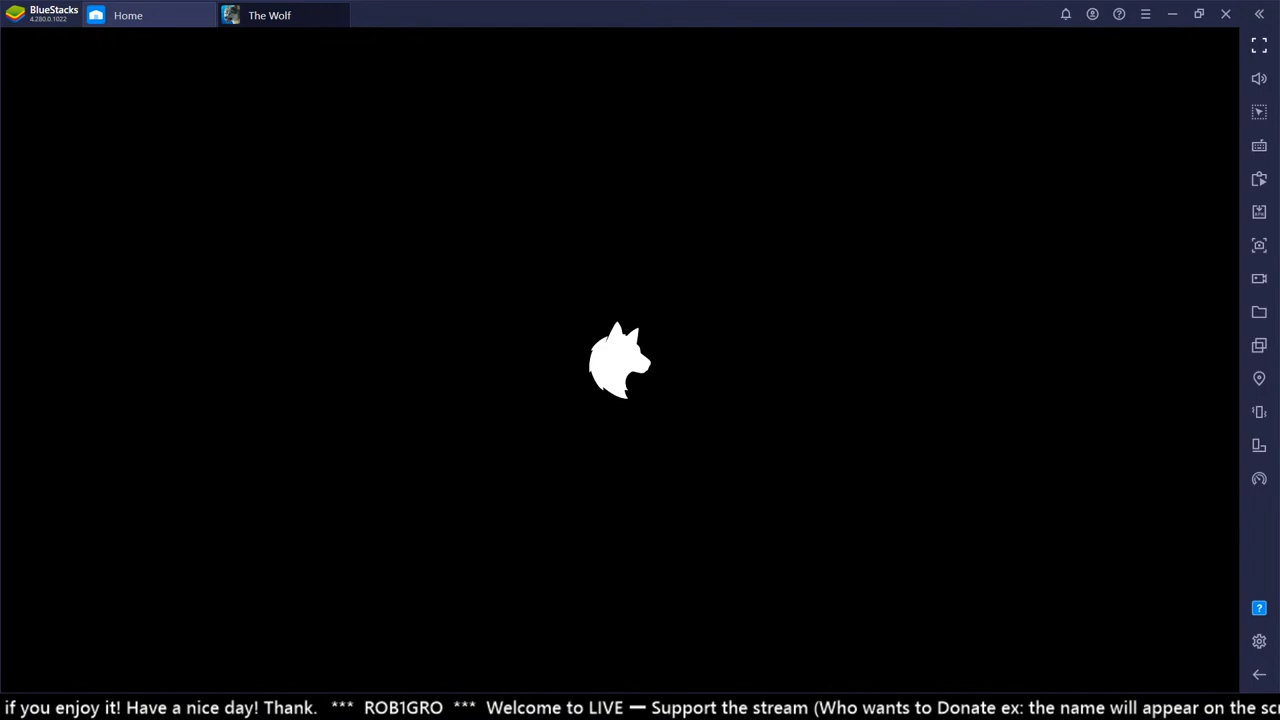 BlueStacks
4.280.0.1022
Home
The Wolf
if you enjoy it! Have a nice day! Thank. *** ROB1GRO *** Welcome to LIVE — Support the stream (Who wants to Donate ex: the name will appear on the